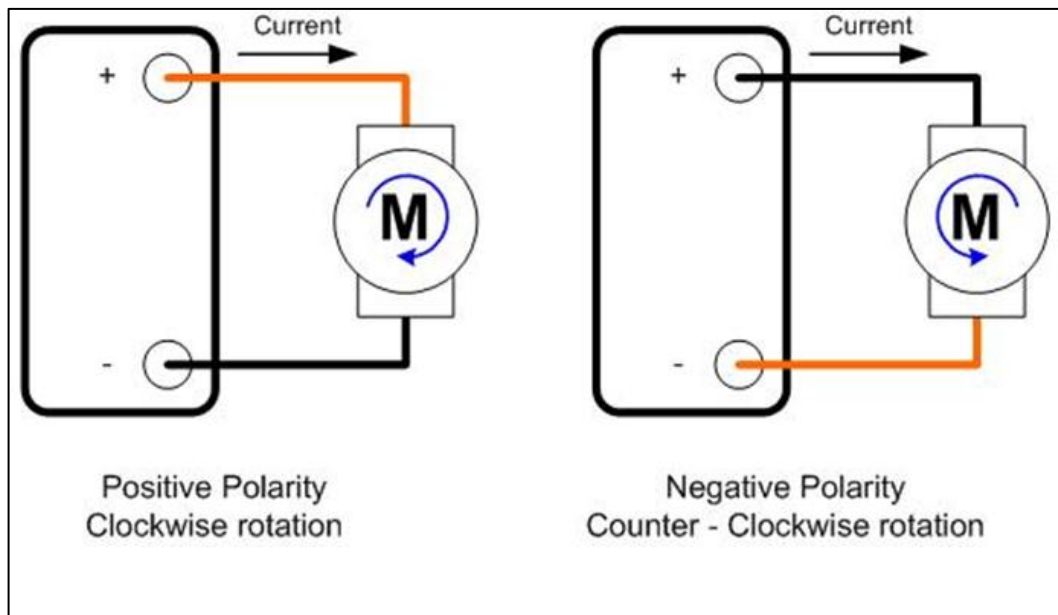 Current
+
M
-
Positive Polarity
Clockwise rotation
Current
+
M
-
Negative Polarity
Counter - Clockwise rotation